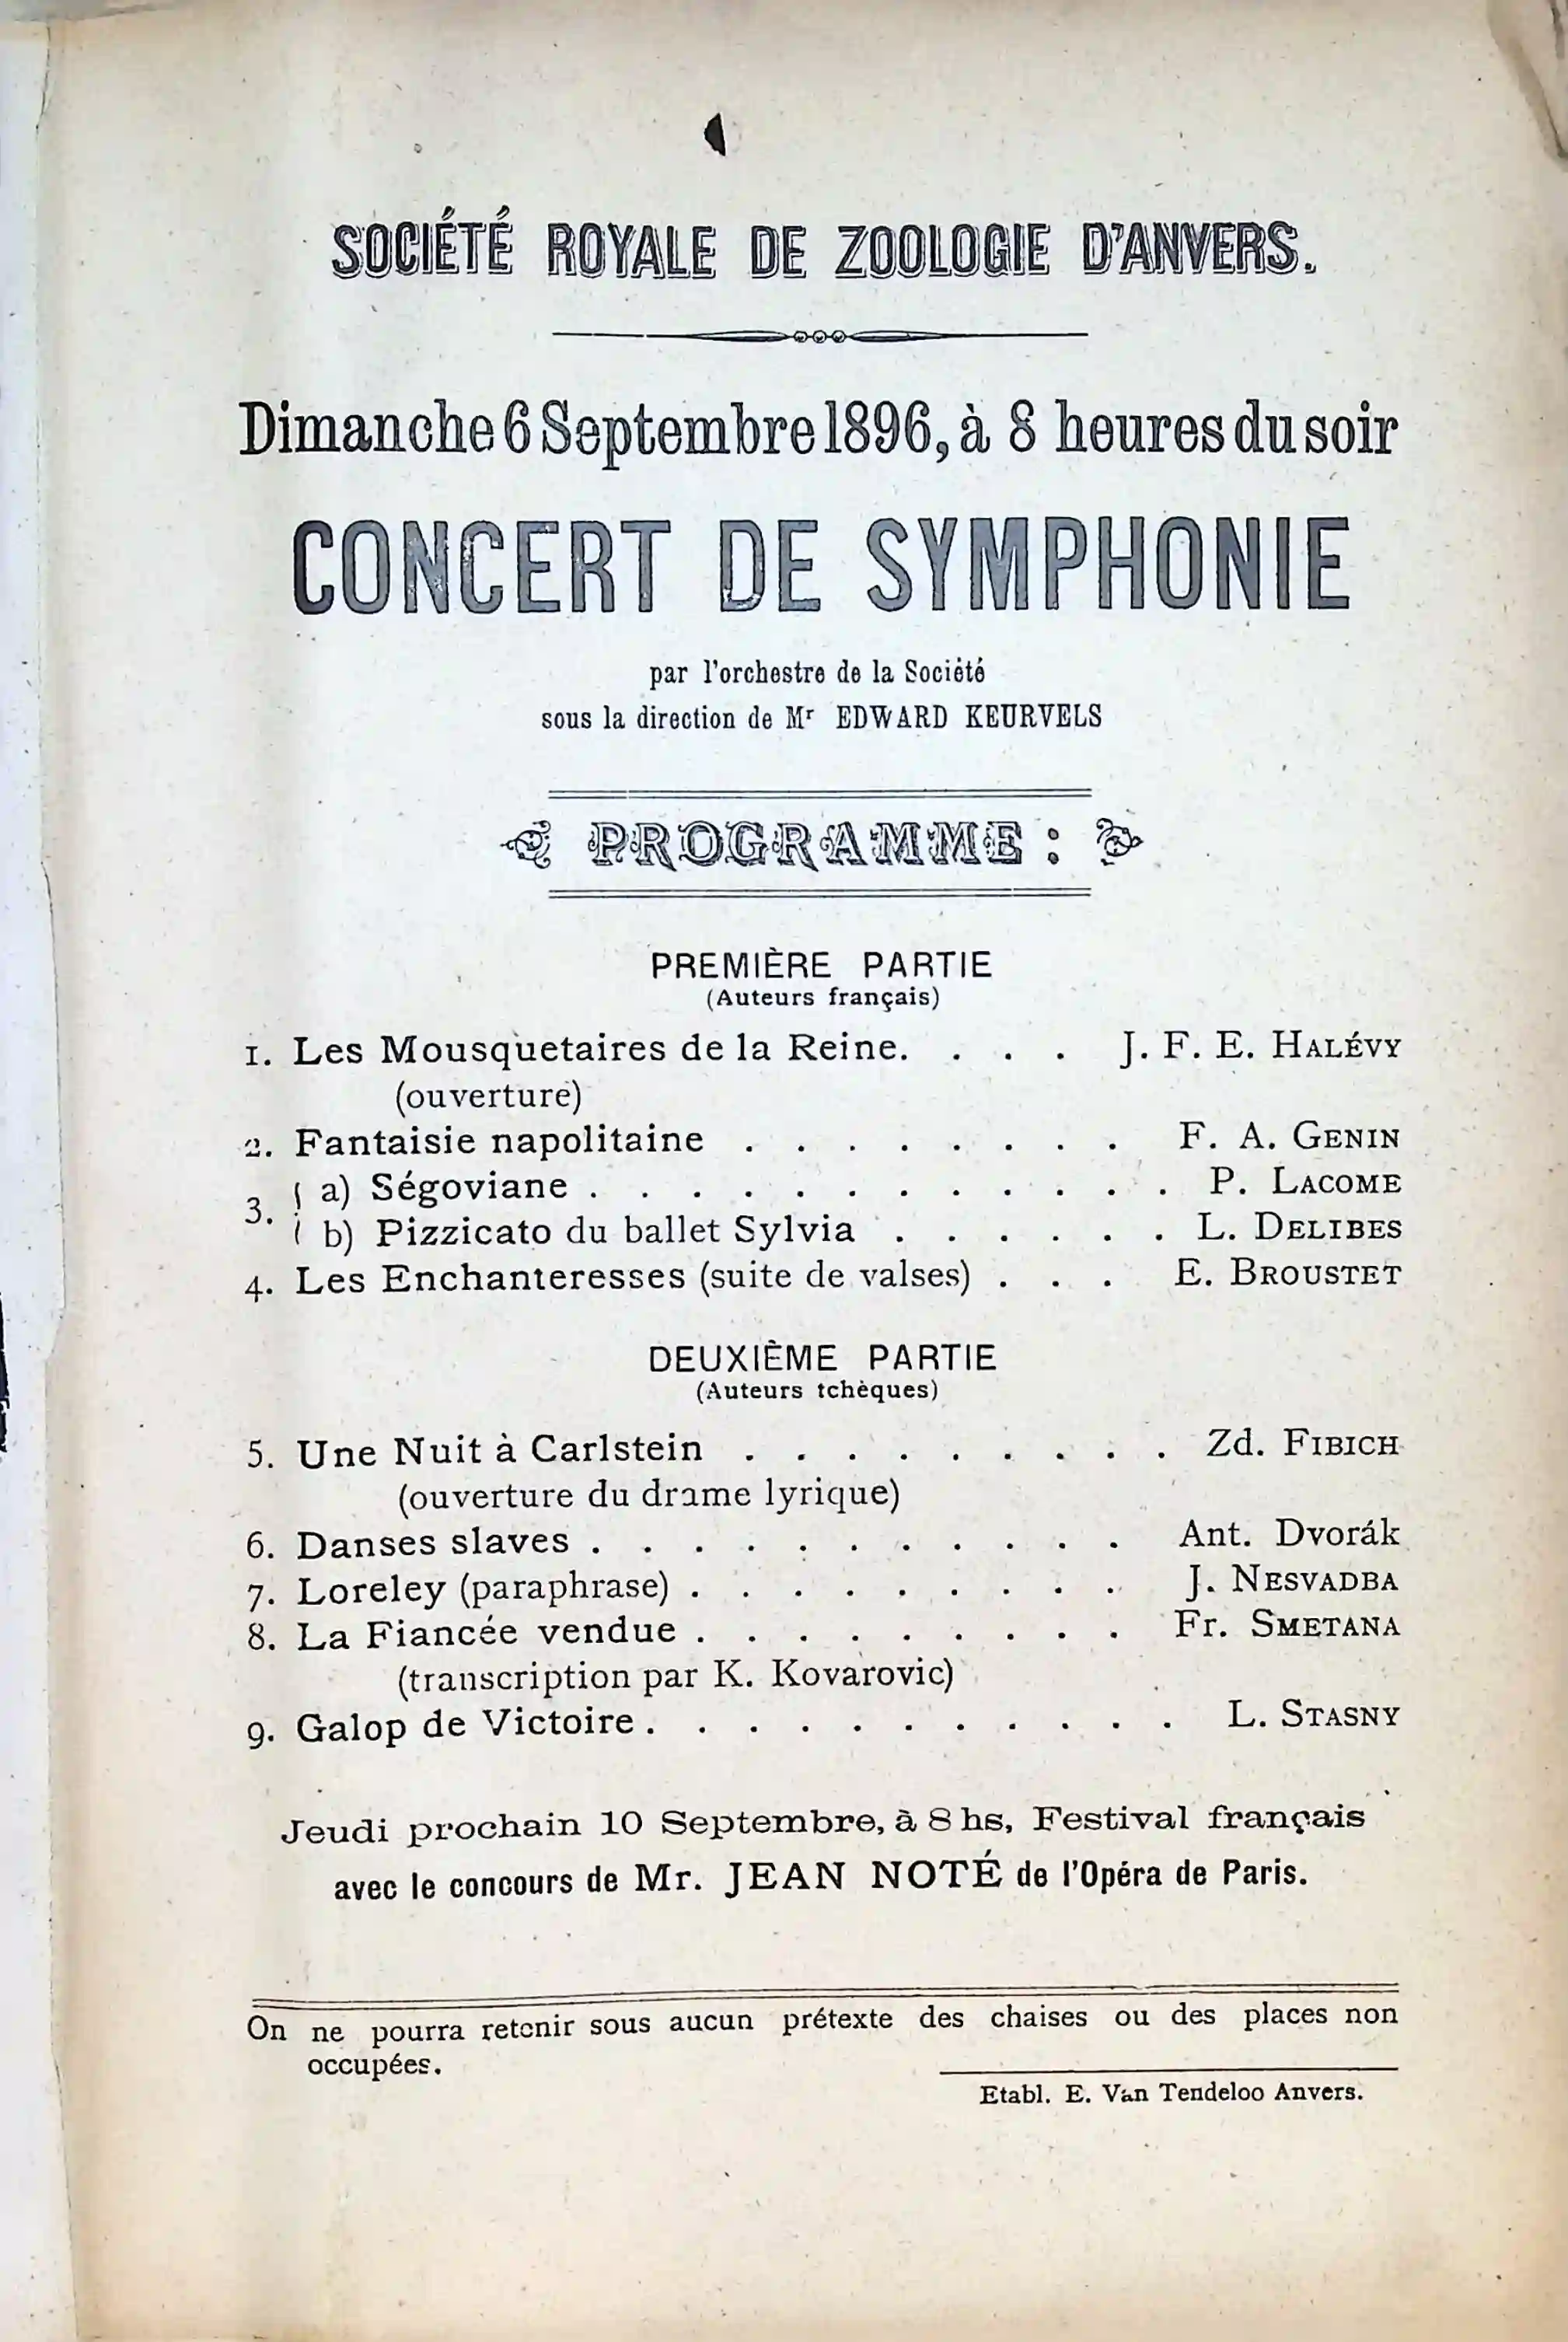 SOCIÉTÉ ROYALE DE ZOOLOGIE D'ANVERS.
Dimanche 6 Septembre 1896, à 8 heures du soir
CONCERT DE SYMPHONIE
par l'orchestre de la Société
sous la direction de Mr EDWARD KEURVELS
PROGRAMME :
PREMIÈRE PARTIE
(Auteurs français)
1. Les Mousquetaires de la Reine. . . . J. F. E. HALÉVY
(ouverture)
2. Fantaisie napolitaine . . . . . . . . F. A. GENIN
3. ( a) Ségoviane . . . . . . . . . . . . P. LACOME
( b) Pizzicato du ballet Sylvia . . . . . . L. DELIBES
4. Les Enchanteresses (suite de valses) . . . E. BROUSTET
DEUXIÈME PARTIE
(Auteurs tchèques)
5. Une Nuit à Carlstein . . . . . . . . . Zd. FIBICH
(ouverture du drame lyrique)
6. Danses slaves . . . . . . . . . . . Ant. Dvorák
7. Loreley (paraphrase) . . . . . . . . . J. NESVADBA
8. La Fiancée vendue . . . . . . . . . Fr. SMETANA
(transcription par K. Kovarovic)
9. Galop de Victoire . . . . . . . . . . . L. STASNY
Jeudi prochain 10 Septembre, à 8 hs, Festival français
avec le concours de Mr. JEAN NOTÉ de l'Opéra de Paris.
On ne pourra retenir sous aucun prétexte des chaises ou des places non
occupées.
Etabl. E. Van Tendeloo Anvers.